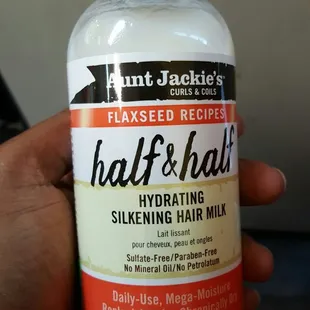 Aunt Jackie's™
CURLS & COILS
FLAXSEED RECIPES
half & half
HYDRATING
SILKENING HAIR MILK
Lait lissant
pour cheveux, peau et ongles
Sulfate-Free/Paraben-Free
No Mineral Oil/No Petrolatum
Daily-Use, Mega-Moisture